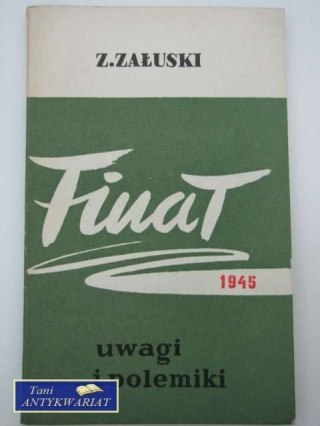 Z. ZAŁUSKI
Finał
1945
uwagi
i polemiki
Tani
ANTYKWARIAT